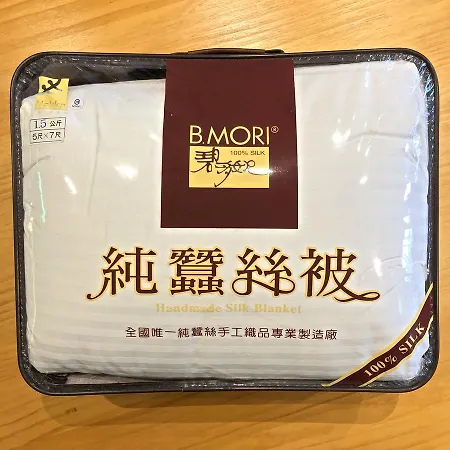 1.5公斤
5尺×7尺
B.MORI®
100% SILK
純蠶絲被
Handmade Silk Blanket
全國唯一純蠶絲手工織品專業製造廠
100% SILK